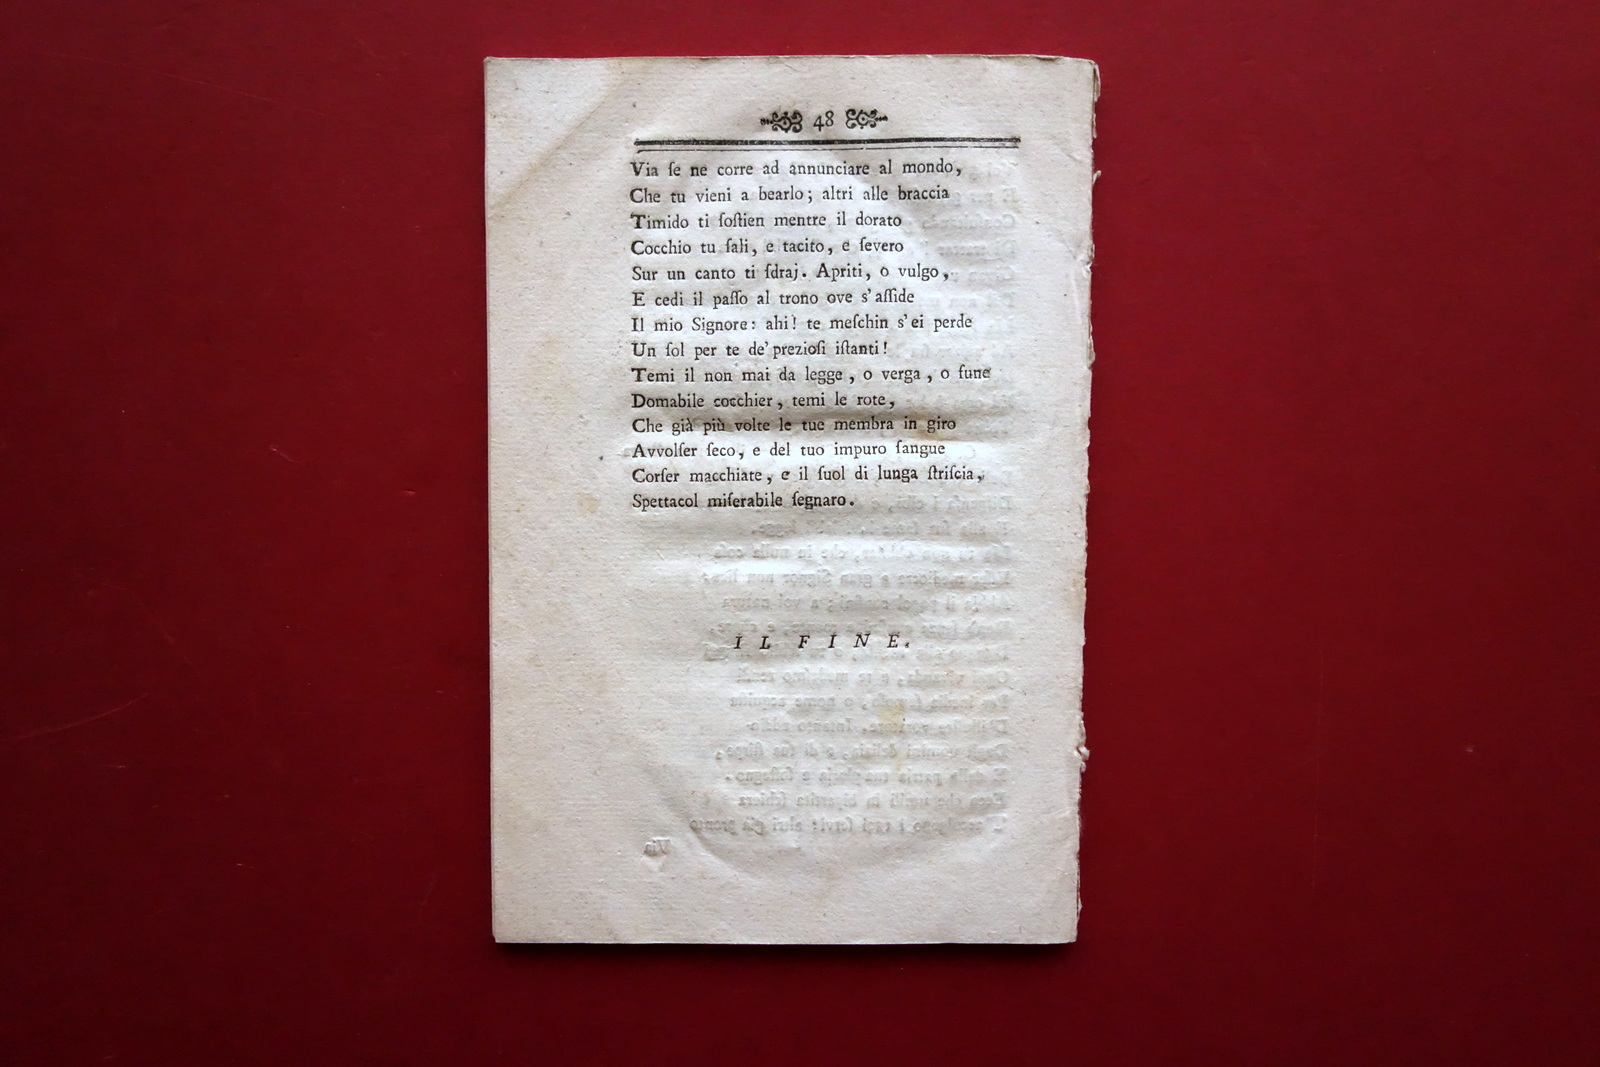 48
Via ſe ne corre ad annunciare al mondo,
Che tu vieni a bearlo; altri alle braccia
Timido ti ſoſtien mentre il dorato
Cocchio tu ſali, e tacito, e ſevero
Sur un canto ti ſdraj. Apriti, o vulgo,
E cedi il paſſo al trono ove s'aſſide
Il mio Signore: ahi! te meſchin s'ei perde
Un ſol per te de' prezioſi iſtanti!
Temi il non mai da legge, o verga, o fune
Domabile cocchier, temi le rote,
Che già più volte le tue membra in giro
Avvolſer ſeco, e del tuo impuro ſangue
Corſer macchiate, e il ſuol di lunga ſtriſcia,
Spettacol miſerabile ſegnaro.
IL FINE.